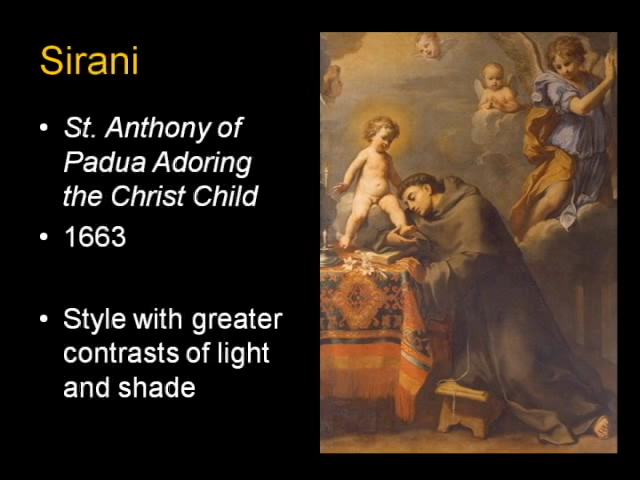 Sirani
• St. Anthony of
Padua Adoring
the Christ Child
• 1663
• Style with greater
contrasts of light
and shade